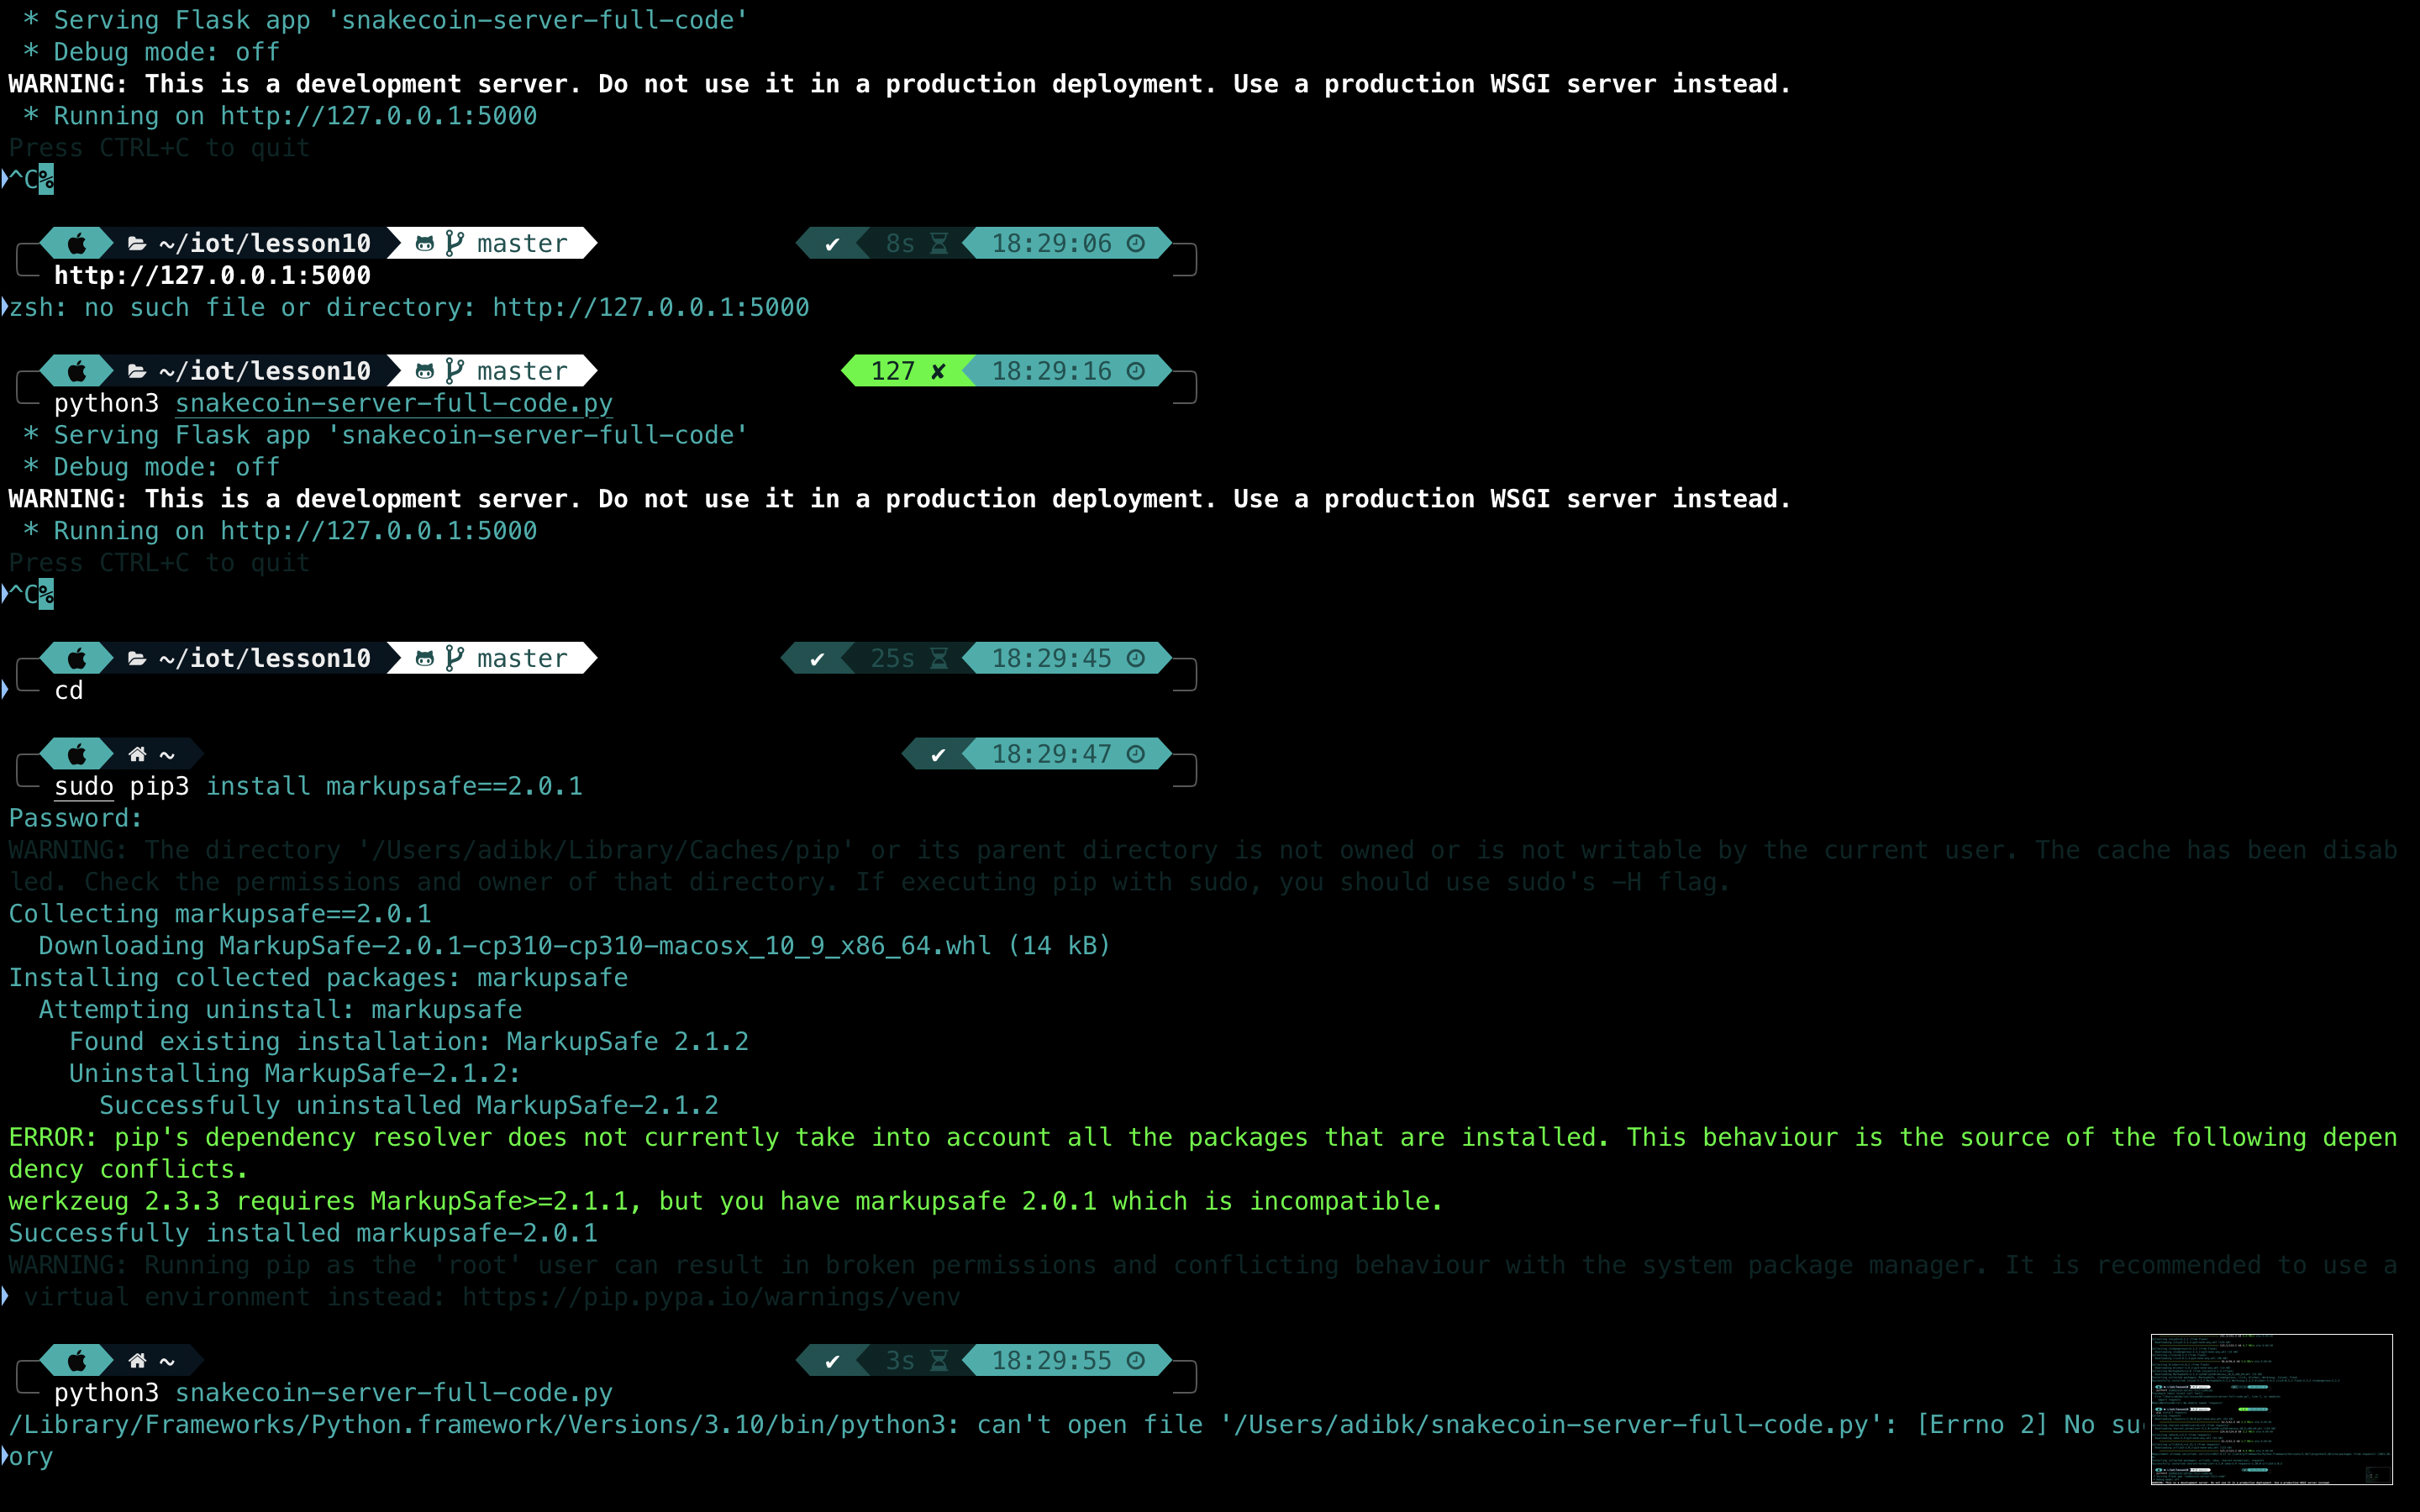 * Serving Flask app 'snakecoin-server-full-code'
 * Debug mode: off
WARNING: This is a development server. Do not use it in a production deployment. Use a production WSGI server instead.
 * Running on http://127.0.0.1:5000
Press CTRL+C to quit
^C%
~/iot/lesson10 master ✔ 8s 18:29:06
http://127.0.0.1:5000
zsh: no such file or directory: http://127.0.0.1:5000
~/iot/lesson10 master 127 ✘ 18:29:16
python3 snakecoin-server-full-code.py
 * Serving Flask app 'snakecoin-server-full-code'
 * Debug mode: off
WARNING: This is a development server. Do not use it in a production deployment. Use a production WSGI server instead.
 * Running on http://127.0.0.1:5000
Press CTRL+C to quit
^C%
~/iot/lesson10 master ✔ 25s 18:29:45
cd
~ ✔ 18:29:47
sudo pip3 install markupsafe==2.0.1
Password:
WARNING: The directory '/Users/adibk/Library/Caches/pip' or its parent directory is not owned or is not writable by the current user. The cache has been disab
led. Check the permissions and owner of that directory. If executing pip with sudo, you should use sudo's -H flag.
Collecting markupsafe==2.0.1
  Downloading MarkupSafe-2.0.1-cp310-cp310-macosx_10_9_x86_64.whl (14 kB)
Installing collected packages: markupsafe
  Attempting uninstall: markupsafe
    Found existing installation: MarkupSafe 2.1.2
    Uninstalling MarkupSafe-2.1.2:
      Successfully uninstalled MarkupSafe-2.1.2
ERROR: pip's dependency resolver does not currently take into account all the packages that are installed. This behaviour is the source of the following depen
dency conflicts.
werkzeug 2.3.3 requires MarkupSafe>=2.1.1, but you have markupsafe 2.0.1 which is incompatible.
Successfully installed markupsafe-2.0.1
WARNING: Running pip as the 'root' user can result in broken permissions and conflicting behaviour with the system package manager. It is recommended to use a
 virtual environment instead: https://pip.pypa.io/warnings/venv
~ ✔ 3s 18:29:55
python3 snakecoin-server-full-code.py
/Library/Frameworks/Python.framework/Versions/3.10/bin/python3: can't open file '/Users/adibk/snakecoin-server-full-code.py': [Errno 2] No su
ory